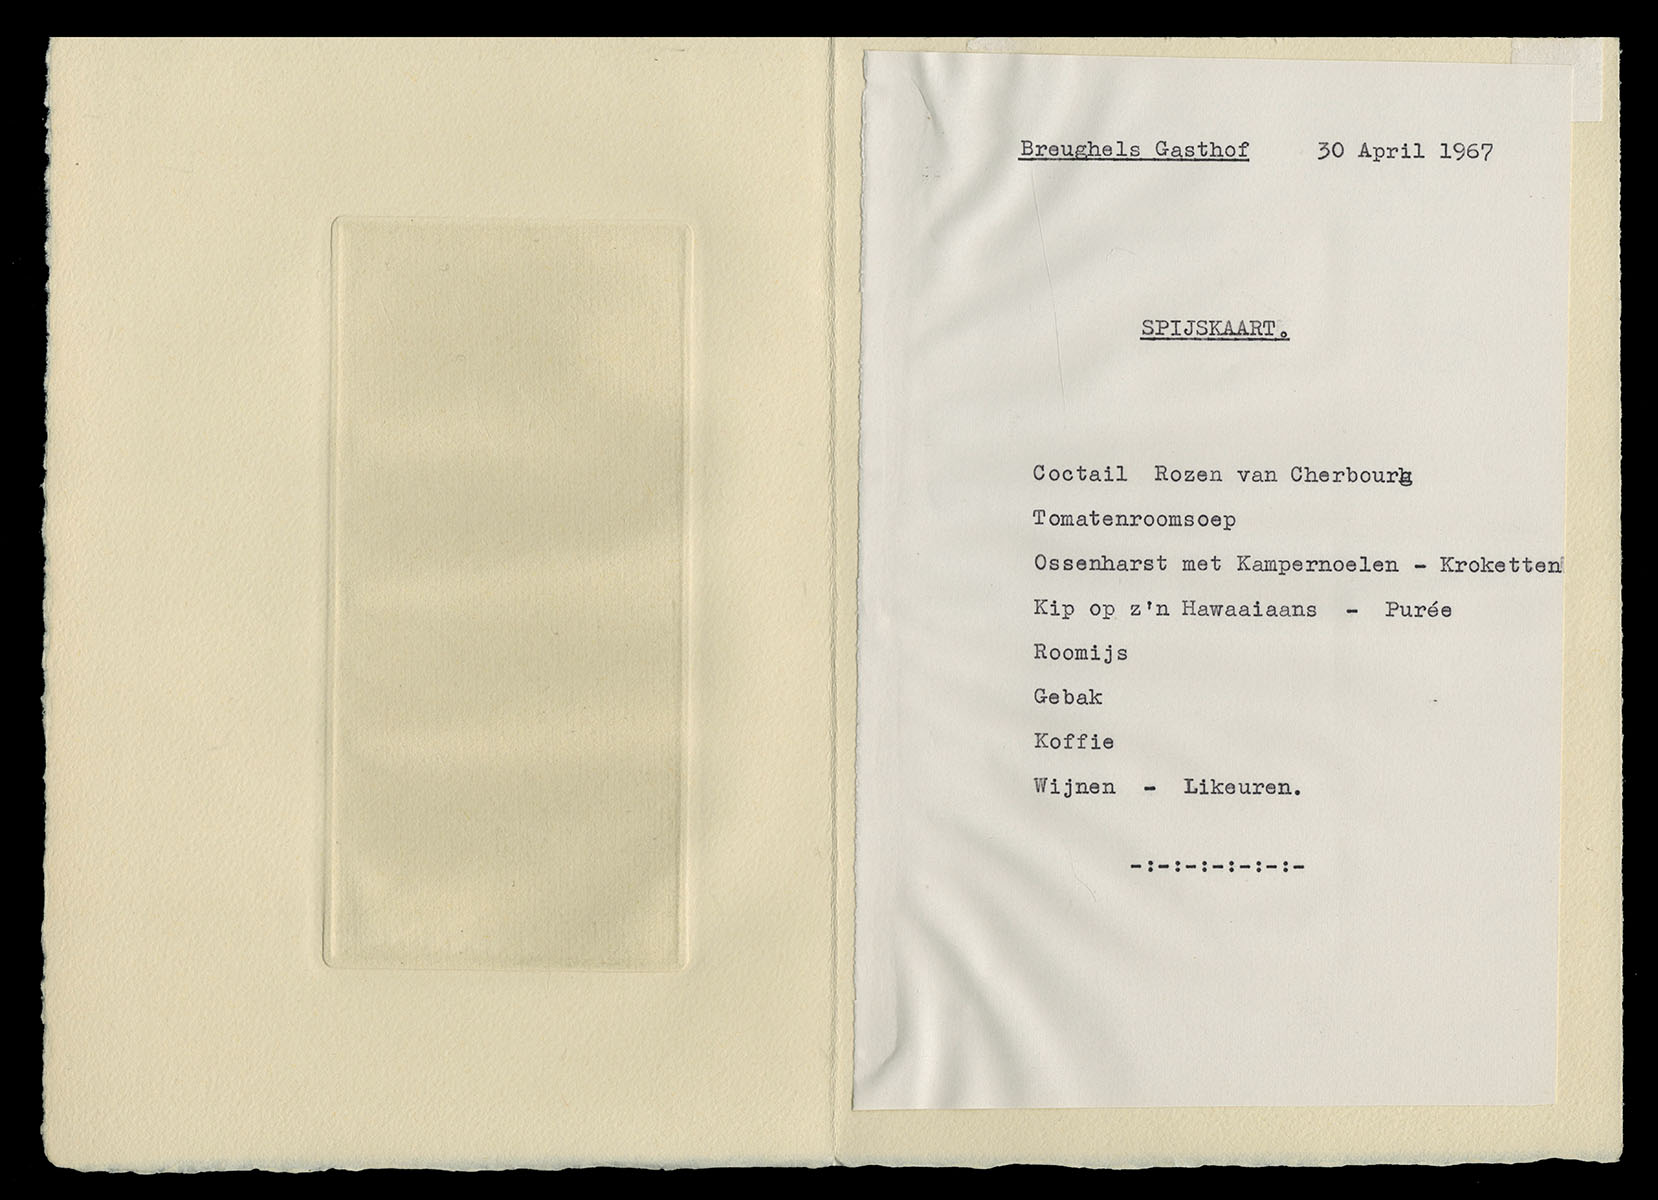 Breughels Gasthof 30 April 1967
SPIJSKAART.
Coctail Rozen van Cherbourg
Tomatenroomsoep
Ossenharst met Kampernoelen - Kroketten
Kip op z'n Hawaaiaans - Purée
Roomijs
Gebak
Koffie
Wijnen - Likeuren.
-:-:-:-:-:-:-